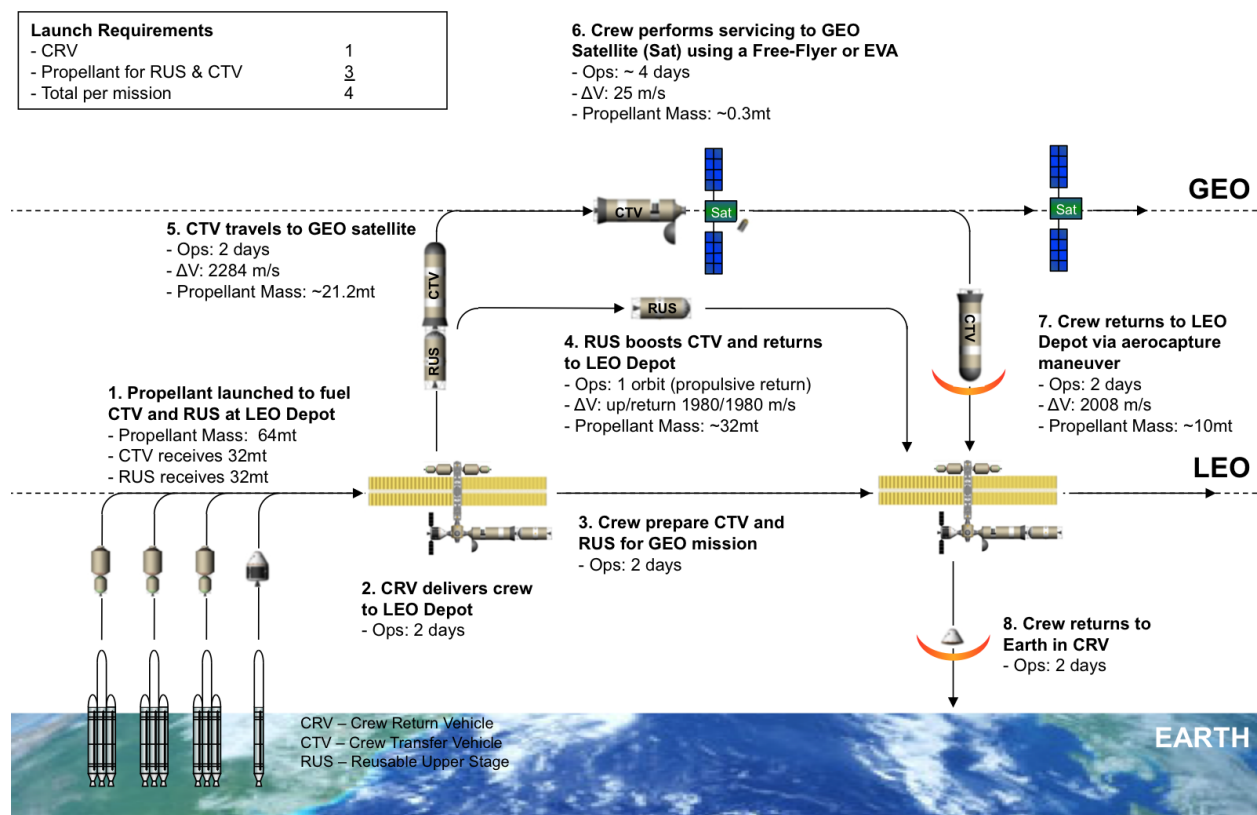 Launch Requirements
- CRV 1
- Propellant for RUS & CTV 3
- Total per mission 4
6. Crew performs servicing to GEO
Satellite (Sat) using a Free-Flyer or EVA
- Ops: ~ 4 days
- ΔV: 25 m/s
- Propellant Mass: ~0.3mt
GEO
CTV
Sat
Sat
5. CTV travels to GEO satellite
- Ops: 2 days
- ΔV: 2284 m/s
- Propellant Mass: ~21.2mt
CTV
RUS
RUS
CTV
4. RUS boosts CTV and returns
to LEO Depot
- Ops: 1 orbit (propulsive return)
- ΔV: up/return 1980/1980 m/s
- Propellant Mass: ~32mt
7. Crew returns to LEO
Depot via aerocapture
maneuver
- Ops: 2 days
- ΔV: 2008 m/s
- Propellant Mass: ~10mt
1. Propellant launched to fuel
CTV and RUS at LEO Depot
- Propellant Mass: 64mt
- CTV receives 32mt
- RUS receives 32mt
LEO
3. Crew prepare CTV and
RUS for GEO mission
- Ops: 2 days
2. CRV delivers crew
to LEO Depot
- Ops: 2 days
8. Crew returns to
Earth in CRV
- Ops: 2 days
CRV – Crew Return Vehicle
CTV – Crew Transfer Vehicle
RUS – Reusable Upper Stage
EARTH